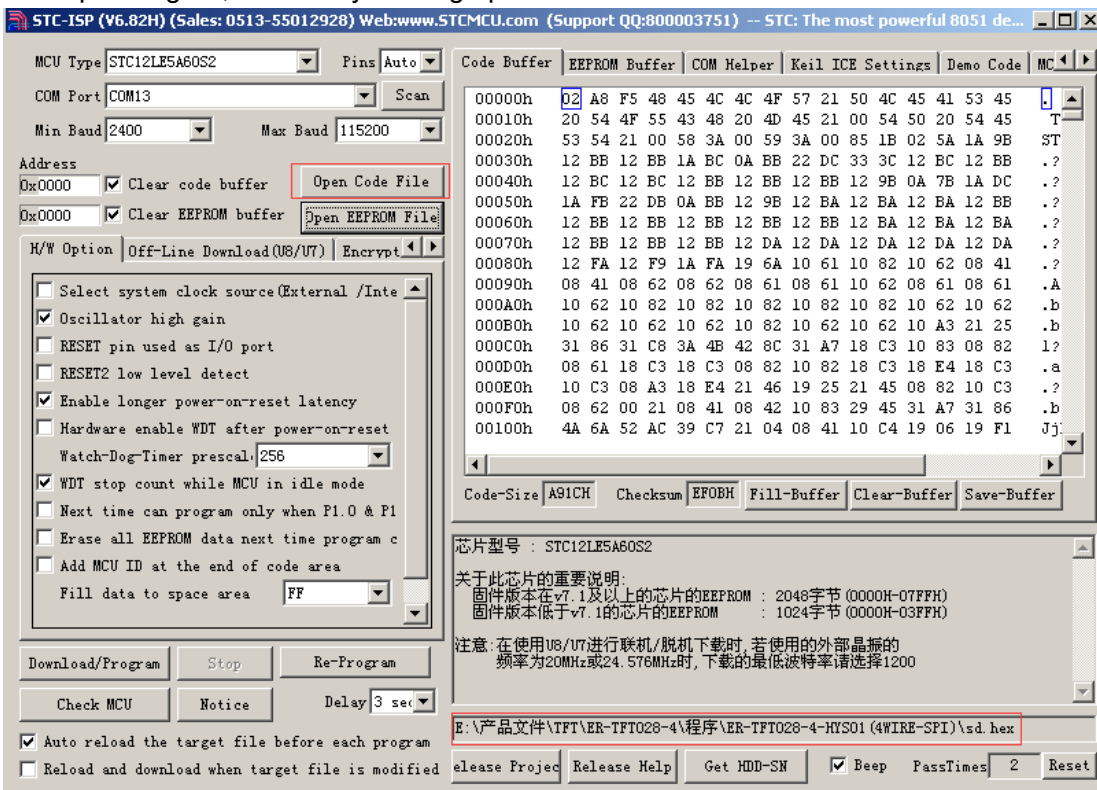 STC-ISP (V6.82H) (Sales: 0513-55012928) Web:www.STCMCU.com (Support QQ:800003751) -- STC: The most powerful 8051 de...
MCU Type STC12LE5A60S2 Pins Auto
COM Port COM13 Scan
Min Baud 2400 Max Baud 115200
Address
0x0000 Clear code buffer Open Code File
0x0000 Clear EEPROM buffer Open EEPROM File
H/W Option Off-Line Download(U8/U7) Encrypt
Select system clock source(External /Inte
Oscillator high gain
RESET pin used as I/O port
RESET2 low level detect
Enable longer power-on-reset latency
Hardware enable WDT after power-on-reset
Watch-Dog-Timer prescal 256
WDT stop count while MCU in idle mode
Next time can program only when P1.0 & P1
Erase all EEPROM data next time program c
Add MCU ID at the end of code area
Fill data to space area FF
Download/Program Stop Re-Program
Check MCU Notice Delay 3 sec
Auto reload the target file before each program
Reload and download when target file is modified
Code Buffer EEPROM Buffer COM Helper Keil ICE Settings Demo Code MC
00000h 02 A8 F5 48 45 4C 4C 4F 57 21 50 4C 45 41 53 45 .
00010h 20 54 4F 55 43 48 20 4D 45 21 00 54 50 20 54 45 T
00020h 53 54 21 00 58 3A 00 59 3A 00 85 1B 02 5A 1A 9B ST
00030h 12 BB 12 BB 1A BC 0A BB 22 DC 33 3C 12 BC 12 BB .?
00040h 12 BC 12 BC 12 BB 12 BB 12 BB 12 9B 0A 7B 1A DC .?
00050h 1A FB 22 DB 0A BB 12 9B 12 BA 12 BA 12 BA 12 BB .?
00060h 12 BB 12 BB 12 BB 12 BB 12 BB 12 BA 12 BA 12 BA .?
00070h 12 BB 12 BB 12 BB 12 DA 12 DA 12 DA 12 DA 12 DA .?
00080h 12 FA 12 F9 1A FA 19 6A 10 61 10 82 10 62 08 41 .?
00090h 08 41 08 62 08 62 08 61 08 61 10 62 08 61 08 61 .A
000A0h 10 62 10 82 10 82 10 82 10 82 10 82 10 62 10 62 .b
000B0h 10 62 10 62 10 62 10 82 10 62 10 62 10 A3 21 25 .b
000C0h 31 86 31 C8 3A 4B 42 8C 31 A7 18 C3 10 83 08 82 1?
000D0h 08 61 18 C3 18 C3 08 82 10 82 18 C3 18 E4 18 C3 .a
000E0h 10 C3 08 A3 18 E4 21 46 19 25 21 45 08 82 10 C3 .?
000F0h 08 62 00 21 08 41 08 42 10 83 29 45 31 A7 31 86 .b
00100h 4A 6A 52 AC 39 C7 21 04 08 41 10 C4 19 06 19 F1 Jj
Code-Size A91CH Checksum EF0BH Fill-Buffer Clear-Buffer Save-Buffer
芯片型号 : STC12LE5A60S2
关于此芯片的重要说明:
固件版本在v7.1及以上的芯片的EEPROM : 2048字节(0000H-07FFH)
固件版本低于v7.1的芯片的EEPROM : 1024字节(0000H-03FFH)
注意:在使用U8/U7进行联机/脱机下载时,若使用的外部晶振的
频率为20MHz或24.576MHz时,下载的最低波特率请选择1200
E:\产品文件\TFT\ER-TFT028-4\程序\ER-TFT028-4-HYS01(4WIRE-SPI)\sd.hex
elease Projec Release Help Get HDD-SN Beep PassTimes 2 Reset